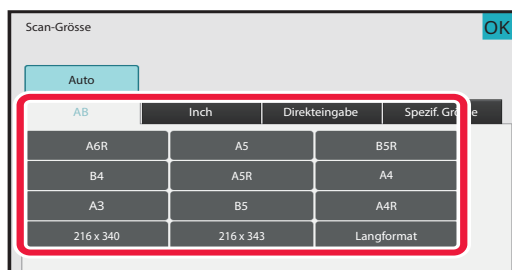 Scan-Grösse OK
Auto
AB Inch Direkteingabe Spezif. Grösse
A6R A5 B5R
B4 A5R A4
A3 B5 A4R
216 x 340 216 x 343 Langformat